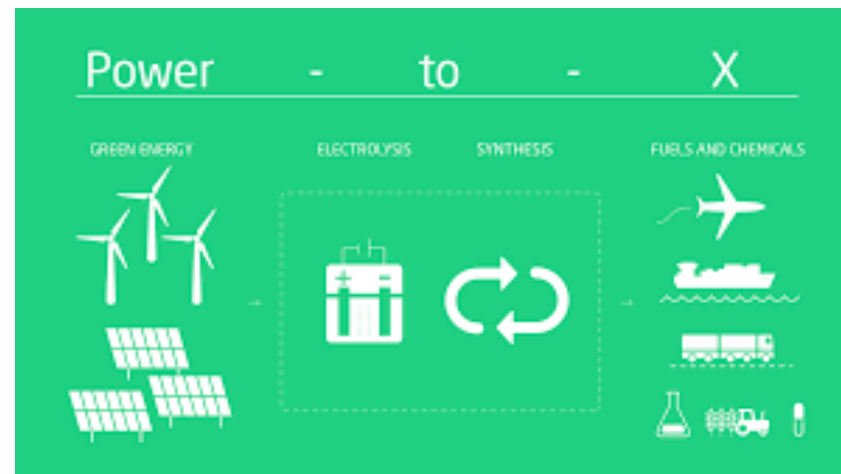 Power - to - X
GREEN ENERGY ELECTROLYSIS SYNTHESIS FUELS AND CHEMICALS
+ -